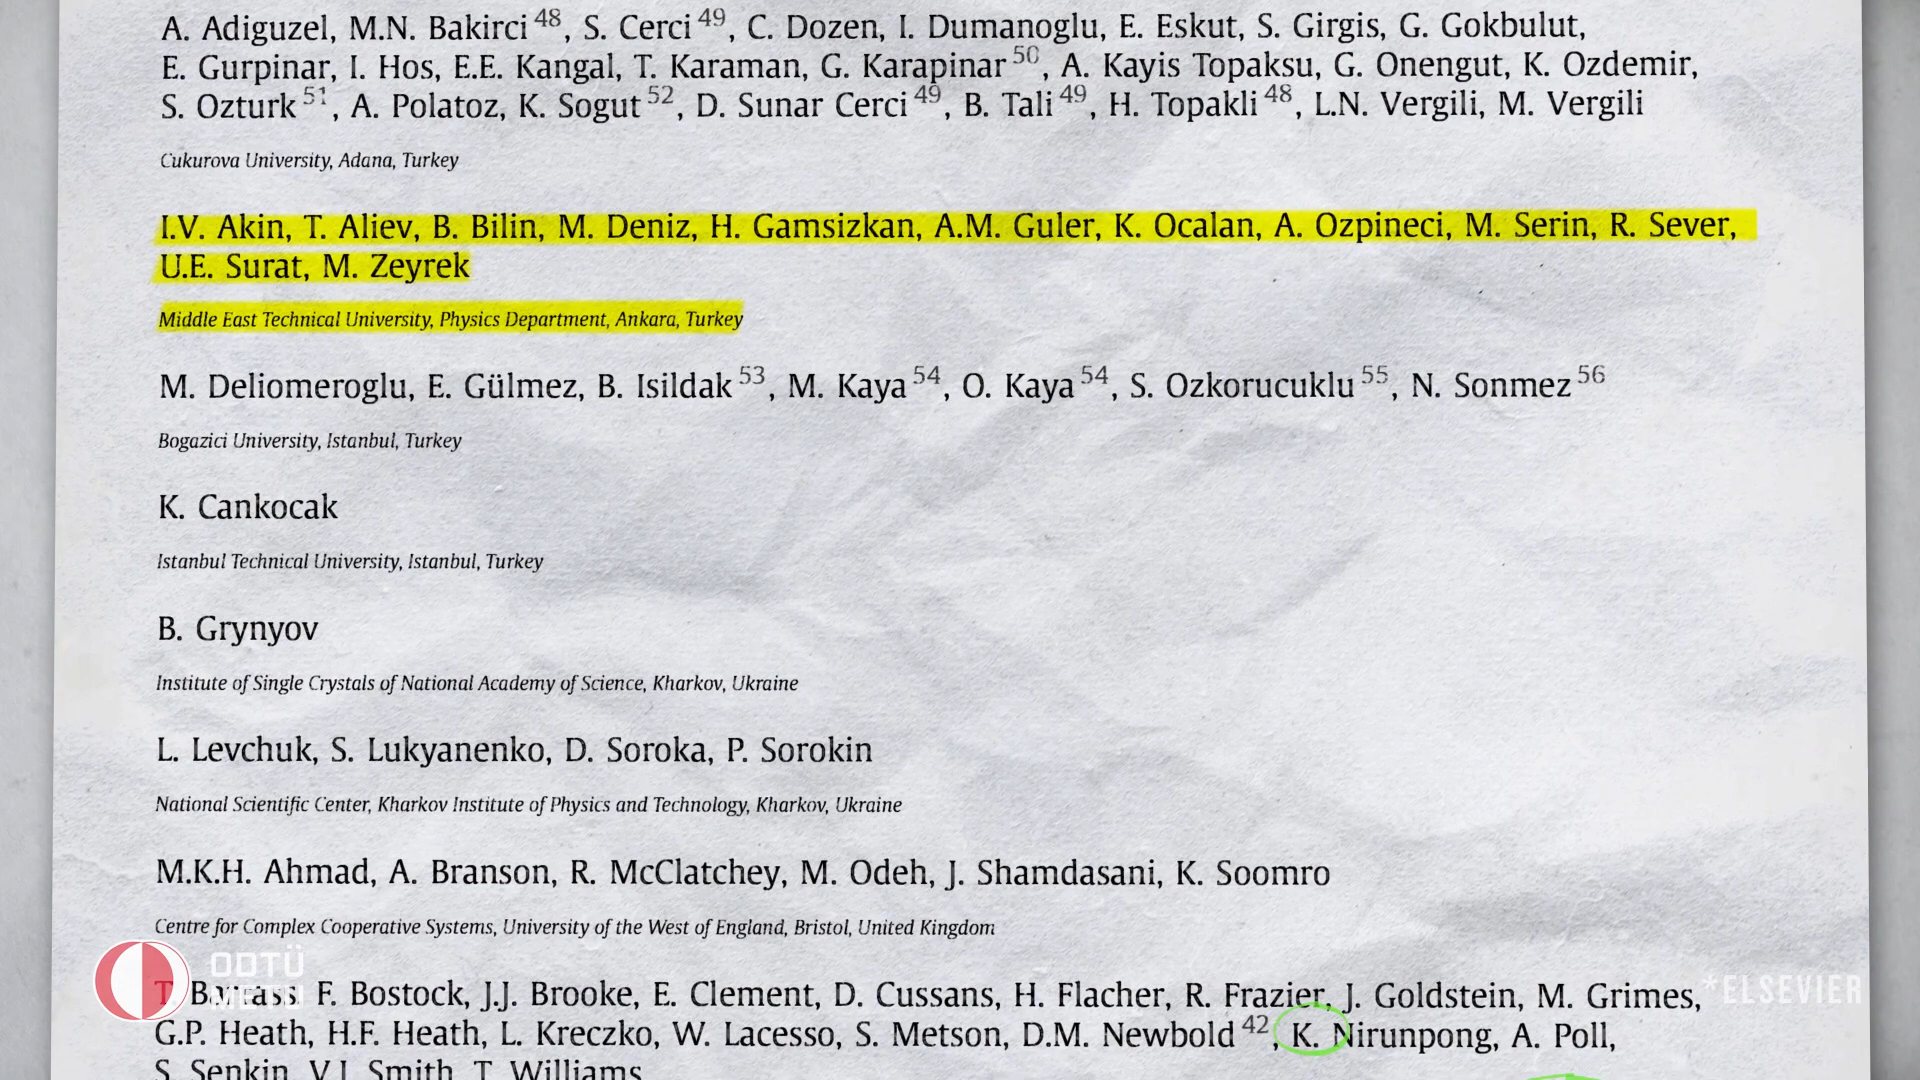 A. Adiguzel, M.N. Bakirci 48, S. Cerci 49, C. Dozen, I. Dumanoglu, E. Eskut, S. Girgis, G. Gokbulut,
E. Gurpinar, I. Hos, E.E. Kangal, T. Karaman, G. Karapinar 50, A. Kayis Topaksu, G. Onengut, K. Ozdemir,
S. Ozturk 51, A. Polatoz, K. Sogut 52, D. Sunar Cerci 49, B. Tali 49, H. Topakli 48, L.N. Vergili, M. Vergili
Cukurova University, Adana, Turkey
I.V. Akin, T. Aliev, B. Bilin, M. Deniz, H. Gamsizkan, A.M. Guler, K. Ocalan, A. Ozpineci, M. Serin, R. Sever,
U.E. Surat, M. Zeyrek
Middle East Technical University, Physics Department, Ankara, Turkey
M. Deliomeroglu, E. Gülmez, B. Isildak 53, M. Kaya 54, O. Kaya 54, S. Ozkorucuklu 55, N. Sonmez 56
Bogazici University, Istanbul, Turkey
K. Cankocak
Istanbul Technical University, Istanbul, Turkey
B. Grynyov
Institute of Single Crystals of National Academy of Science, Kharkov, Ukraine
L. Levchuk, S. Lukyanenko, D. Soroka, P. Sorokin
National Scientific Center, Kharkov Institute of Physics and Technology, Kharkov, Ukraine
M.K.H. Ahmad, A. Branson, R. McClatchey, M. Odeh, J. Shamdasani, K. Soomro
Centre for Complex Cooperative Systems, University of the West of England, Bristol, United Kingdom
ODTÜ
METU
T. Barrass, F. Bostock, J.J. Brooke, E. Clement, D. Cussans, H. Flacher, R. Frazier, J. Goldstein, M. Grimes,
*ELSEVIER
G.P. Heath, H.F. Heath, L. Kreczko, W. Lacesso, S. Metson, D.M. Newbold 42, K. Nirunpong, A. Poll,
S. Senkin, V.J. Smith, T. Williams